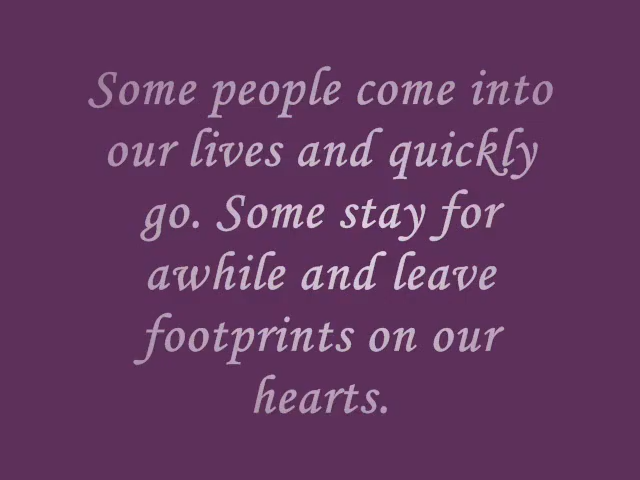 Some people come into
our lives and quickly
go. Some stay for
awhile and leave
footprints on our
hearts.